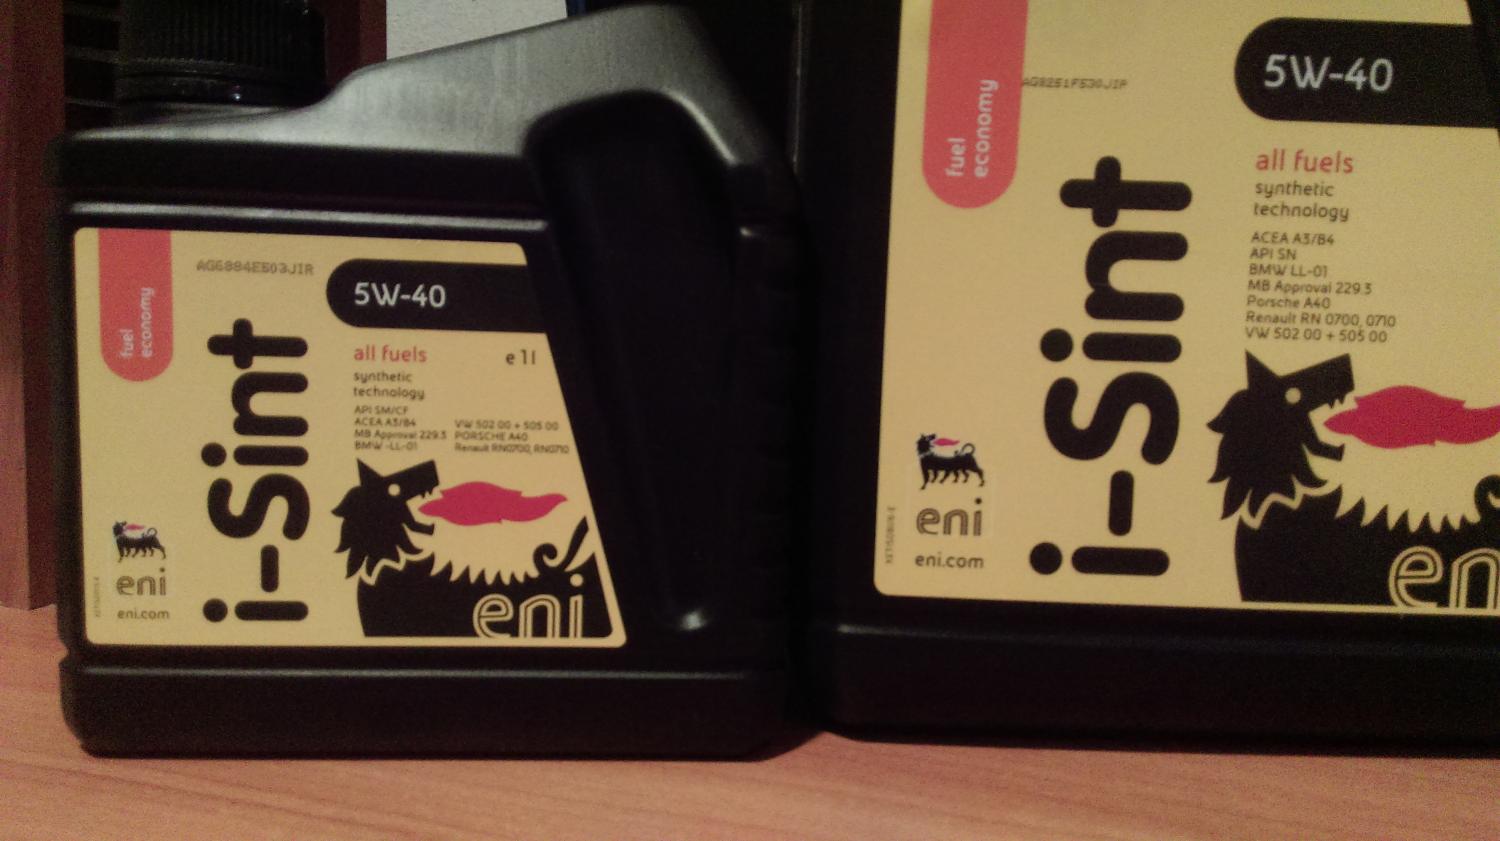 fuel
economy
AG6884E503JIR
5W-40
e 1 l
all fuels
synthetic
technology
API SM/CF
ACEA A3/B4
MB Approval 229.3
BMW -LL-01
VW 502 00 + 505 00
PORSCHE A40
Renault RN0700, RN0710
i-Sint
eni
eni.com
eni
fuel
economy
AG8251F530JIR
5W-40
all fuels
synthetic
technology
ACEA A3/B4
API SN
BMW LL-01
MB Approval 229.3
Porsche A40
Renault RN 0700, 0710
VW 502 00 + 505 00
i-Sint
eni
eni.com
en